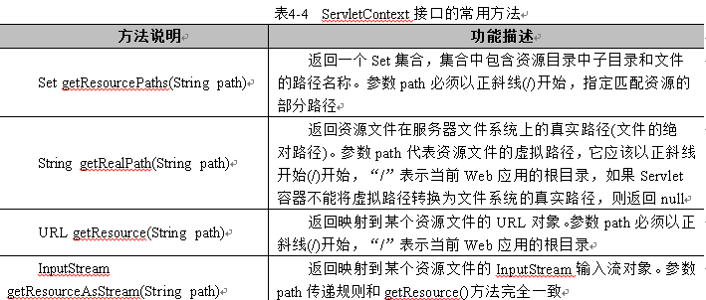 表4-4 ServletContext 接口的常用方法
方法说明
功能描述
Set getResourcePaths(String path)
返回一个 Set 集合，集合中包含资源目录中子目录和文件
的路径名称。参数 path 必须以正斜线(/)开始，指定匹配资源的
部分路径
String getRealPath(String path)
返回资源文件在服务器文件系统上的真实路径(文件的绝
对路径)。参数 path 代表资源文件的虚拟路径，它应该以正斜线
开始(/)开始，“/”表示当前 Web 应用的根目录，如果 Servlet
容器不能将虚拟路径转换为文件系统的真实路径，则返回 null
URL getResource(String path)
返回映射到某个资源文件的 URL 对象。参数 path 必须以正
斜线(/)开始，“/”表示当前 Web 应用的根目录
InputStream
getResourceAsStream(String path)
返回映射到某个资源文件的 InputStream 输入流对象。参数
path 传递规则和 getResource()方法完全一致